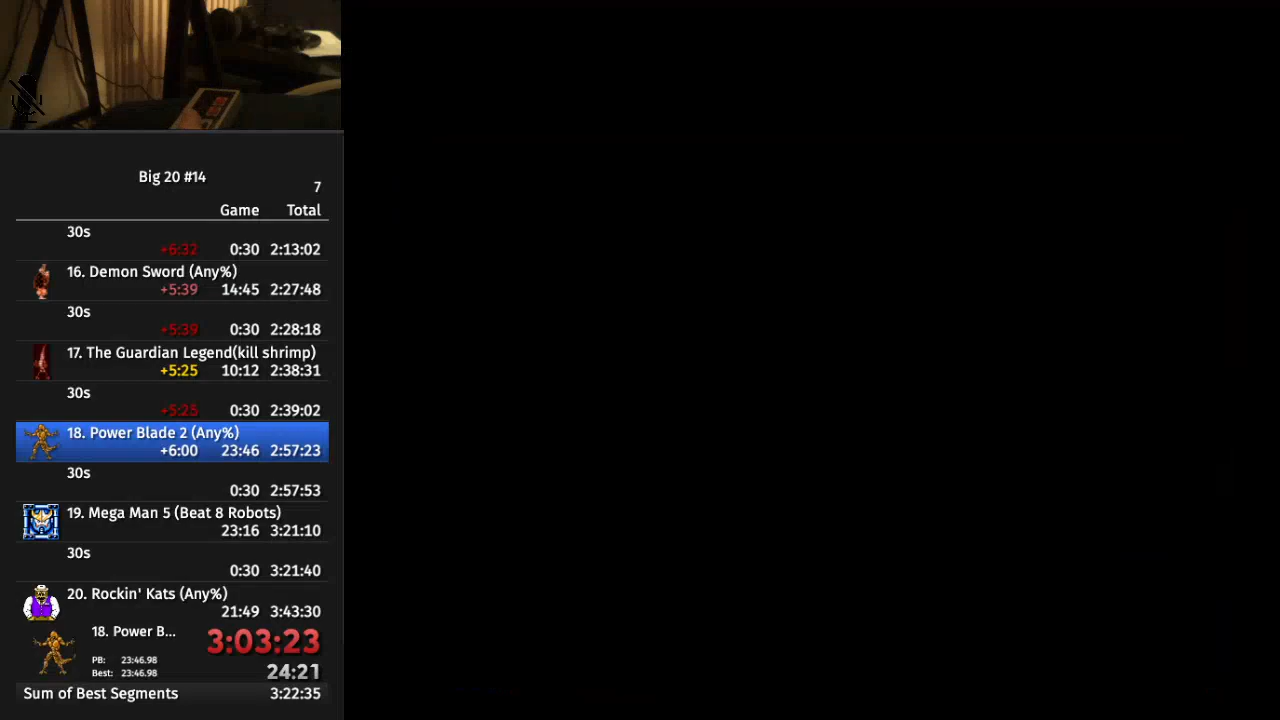 Big 20 #14
7
Game Total
30s
+6:32 0:30 2:13:02
16. Demon Sword (Any%)
+5:39 14:45 2:27:48
30s
+5:39 0:30 2:28:18
17. The Guardian Legend(kill shrimp)
+5:25 10:12 2:38:31
30s
+5:25 0:30 2:39:02
18. Power Blade 2 (Any%)
+6:00 23:46 2:57:23
30s
0:30 2:57:53
19. Mega Man 5 (Beat 8 Robots)
23:16 3:21:10
30s
0:30 3:21:40
20. Rockin' Kats (Any%)
21:49 3:43:30
18. Power B... 3:03:23
PB: 23:46.98
Best: 23:46.98 24:21
Sum of Best Segments 3:22:35